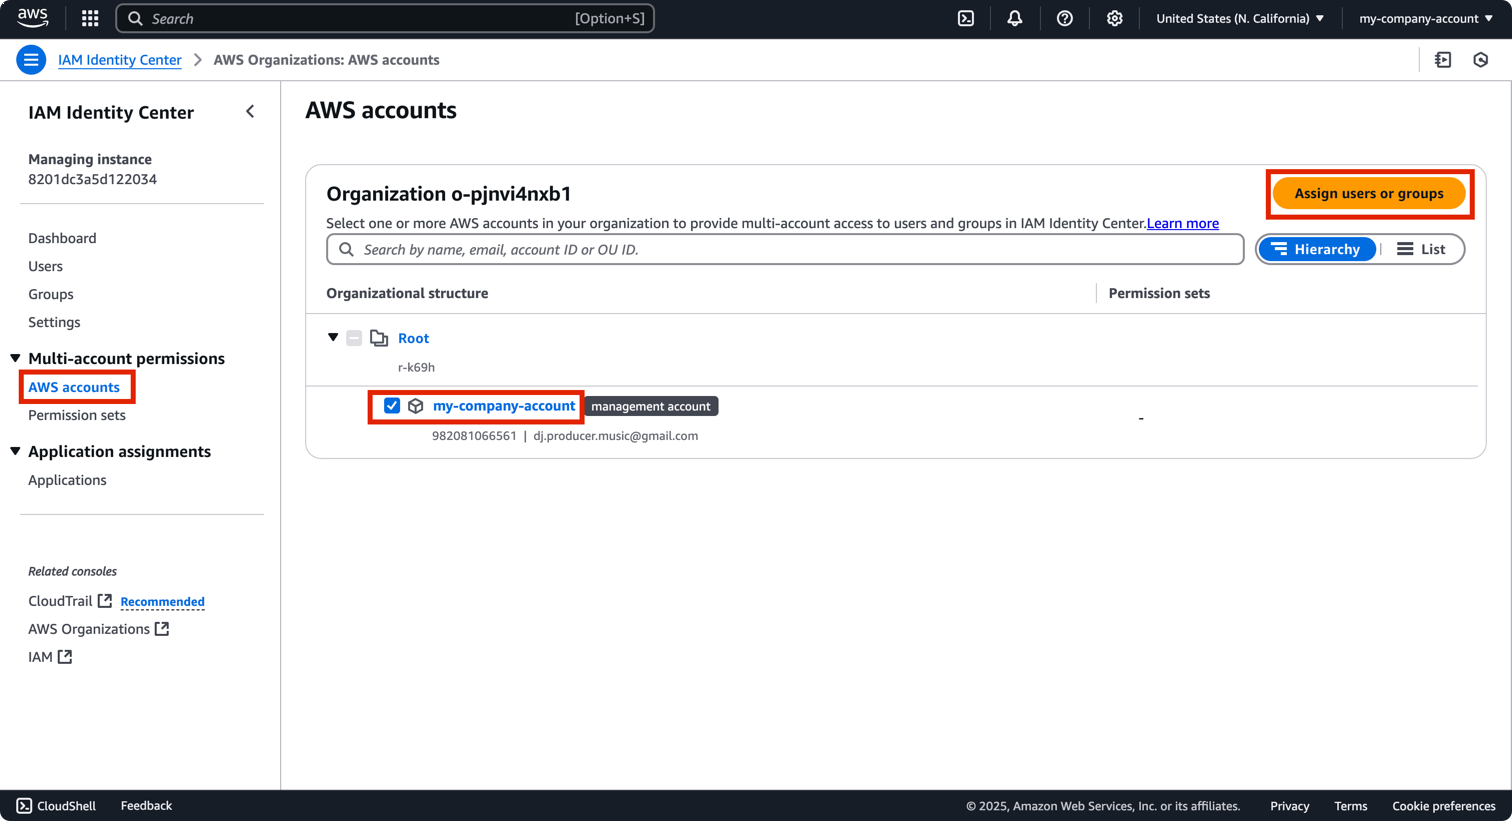 aws
Search [Option+S]
United States (N. California)
my-company-account
IAM Identity Center
AWS Organizations: AWS accounts
IAM Identity Center
Managing instance
8201dc3a5d122034
Dashboard
Users
Groups
Settings
Multi-account permissions
AWS accounts
Permission sets
Application assignments
Applications
Related consoles
CloudTrail Recommended
AWS Organizations
IAM
AWS accounts
Organization o-pjnvi4nxb1
Assign users or groups
Select one or more AWS accounts in your organization to provide multi-account access to users and groups in IAM Identity Center.Learn more
Search by name, email, account ID or OU ID.
Hierarchy
List
Organizational structure
Permission sets
Root
r-k69h
my-company-account management account
-
982081066561 | dj.producer.music@gmail.com
CloudShell
Feedback
© 2025, Amazon Web Services, Inc. or its affiliates.
Privacy
Terms
Cookie preferences